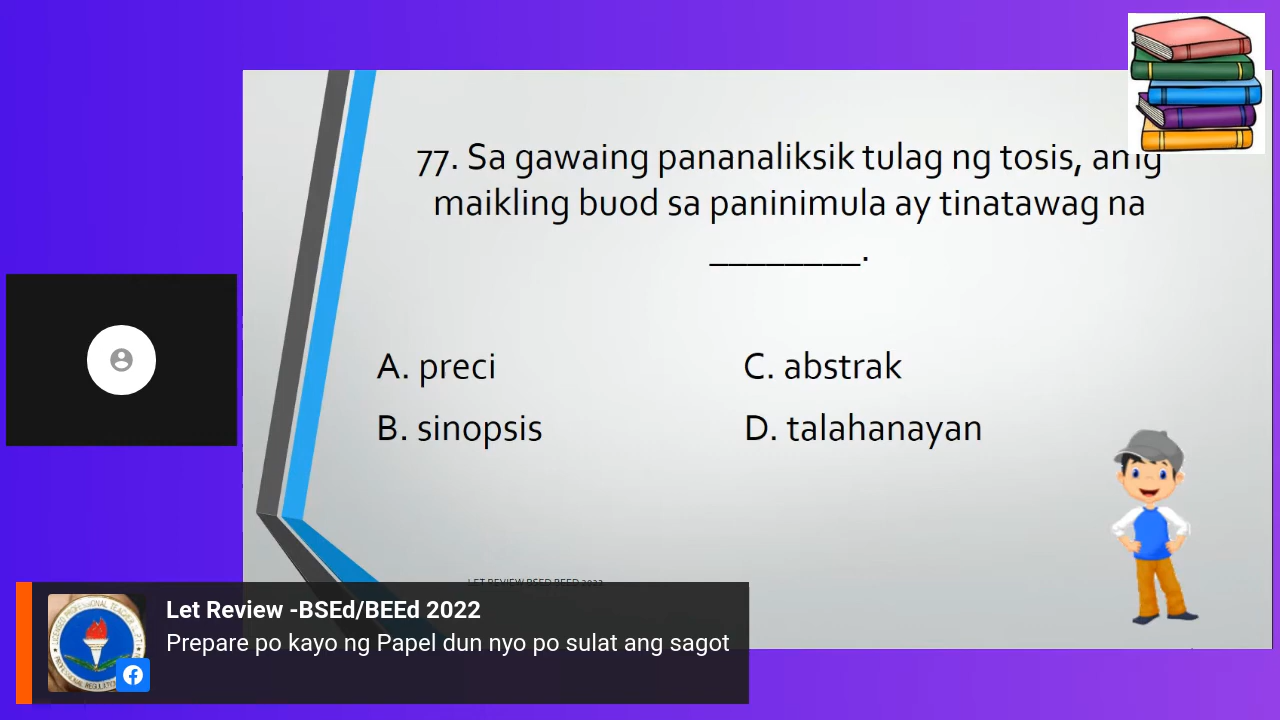 77. Sa gawaing pananaliksik tulag ng tosis, amg
maikling buod sa paninimula ay tinatawag na
________.
A. preci
C. abstrak
B. sinopsis
D. talahanayan
LET REVIEW BSED BEED 2022
Let Review -BSEd/BEEd 2022
Prepare po kayo ng Papel dun nyo po sulat ang sagot